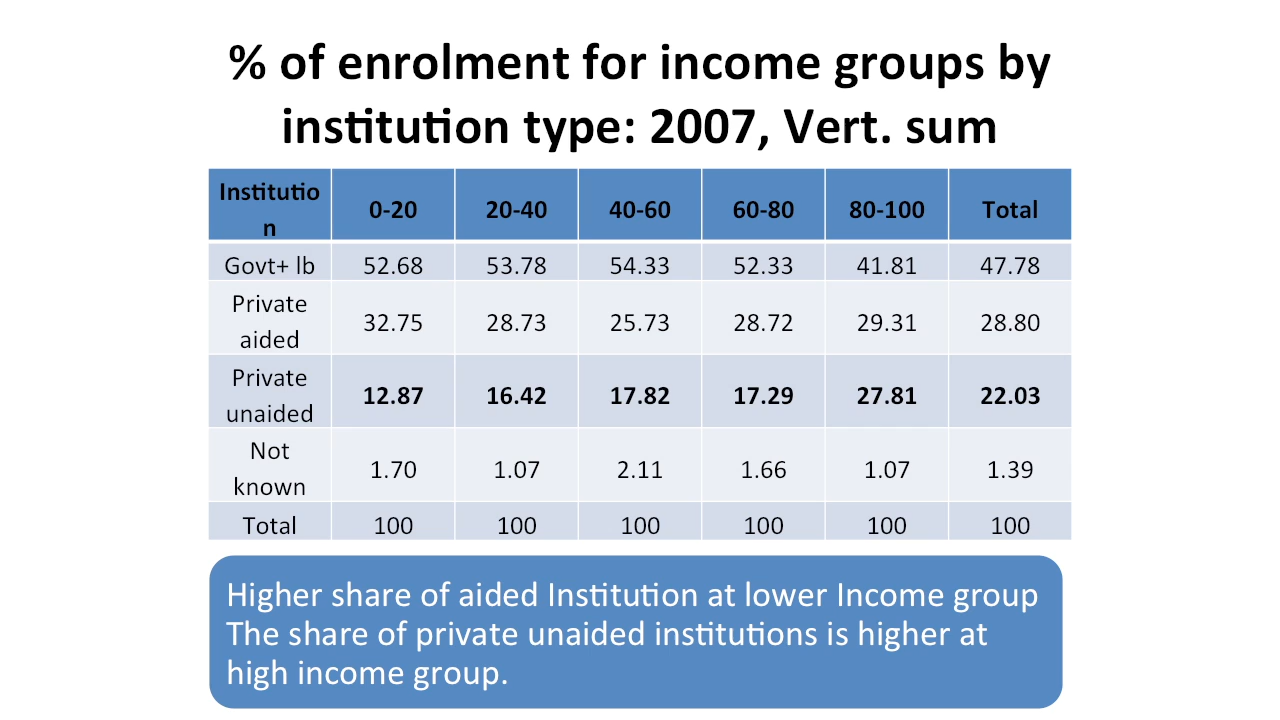 % of enrolment for income groups by
institution type: 2007, Vert. sum
Institutio
n
0-20
20-40
40-60
60-80
80-100
Total
Govt+ lb
52.68
53.78
54.33
52.33
41.81
47.78
Private
aided
32.75
28.73
25.73
28.72
29.31
28.80
Private
unaided
12.87
16.42
17.82
17.29
27.81
22.03
Not
known
1.70
1.07
2.11
1.66
1.07
1.39
Total
100
100
100
100
100
100
Higher share of aided Institution at lower Income group
The share of private unaided institutions is higher at
high income group.